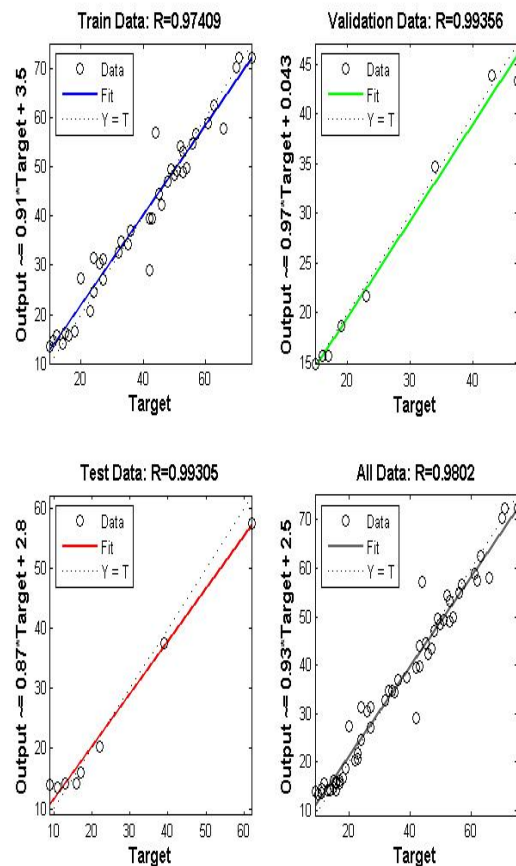 Train Data: R=0.97409
Output ~= 0.91*Target + 3.5
Data
Fit
Y = T
70
60
50
40
30
20
10
20
40
60
Target
Validation Data: R=0.99356
Output ~= 0.97*Target + 0.043
Data
Fit
Y = T
45
40
35
30
25
20
15
20
30
40
Target
Test Data: R=0.99305
Output ~= 0.87*Target + 2.8
Data
Fit
Y = T
60
50
40
30
20
10
10
20
30
40
50
60
Target
All Data: R=0.9802
Output ~= 0.93*Target + 2.5
Data
Fit
Y = T
70
60
50
40
30
20
10
20
40
60
Target